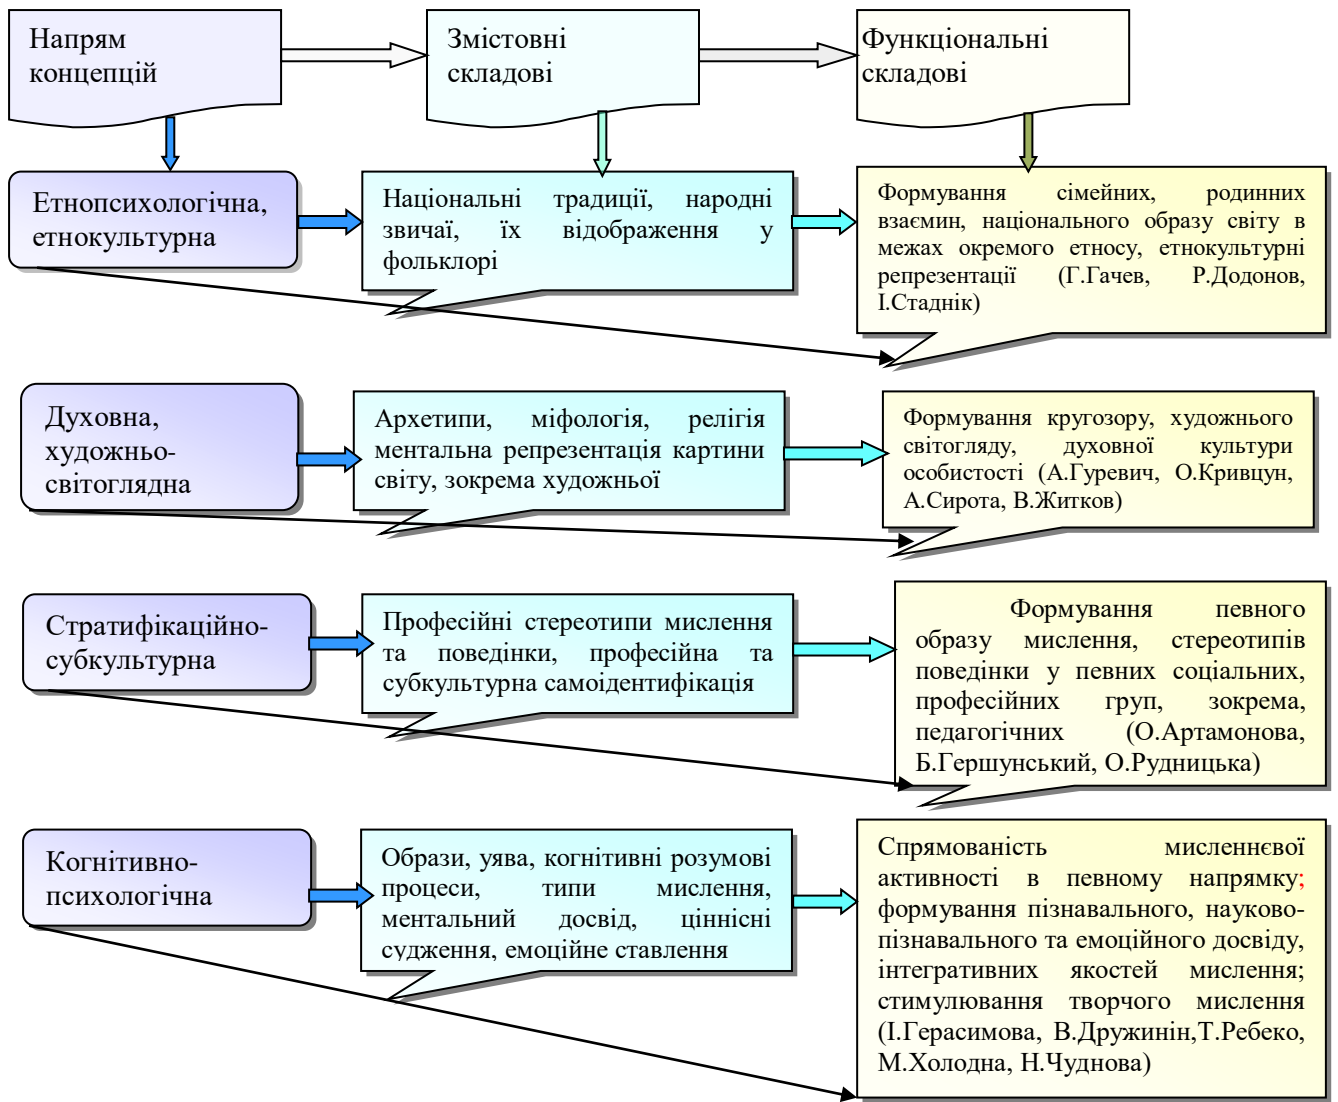 Напрям
концепцій
Змістовні
складові
Функціональні
складові
Етнопсихологічна,
етнокультурна
Національні традиції, народні
звичаї, їх відображення у
фольклорі
Формування сімейних, родинних
взаємин, національного образу світу в
межах окремого етносу, етнокультурні
репрезентації (Г.Гачев, Р.Додонов,
І.Стаднік)
Духовна,
художньо-
світоглядна
Архетипи, міфологія, релігія
ментальна репрезентація картини
світу, зокрема художньої
Формування кругозору, художнього
світогляду, духовної культури
особистості (А.Гуревич, О.Кривцун,
А.Сирота, В.Житков)
Стратифікаційно-
субкультурна
Професійні стереотипи мислення
та поведінки, професійна та
субкультурна самоідентифікація
Формування певного
образу мислення, стереотипів
поведінки у певних соціальних,
професійних груп, зокрема,
педагогічних (О.Артамонова,
Б.Гершунський, О.Рудницька)
Когнітивно-
психологічна
Образи, уява, когнітивні розумові
процеси, типи мислення,
ментальний досвід, ціннісні
судження, емоційне ставлення
Спрямованість мисленнєвої
активності в певному напрямку;
формування пізнавального, науково-
пізнавального та емоційного досвіду,
інтегративних якостей мислення;
стимулювання творчого мислення
(І.Герасимова, В.Дружинін,Т.Ребеко,
М.Холодна, Н.Чуднова)